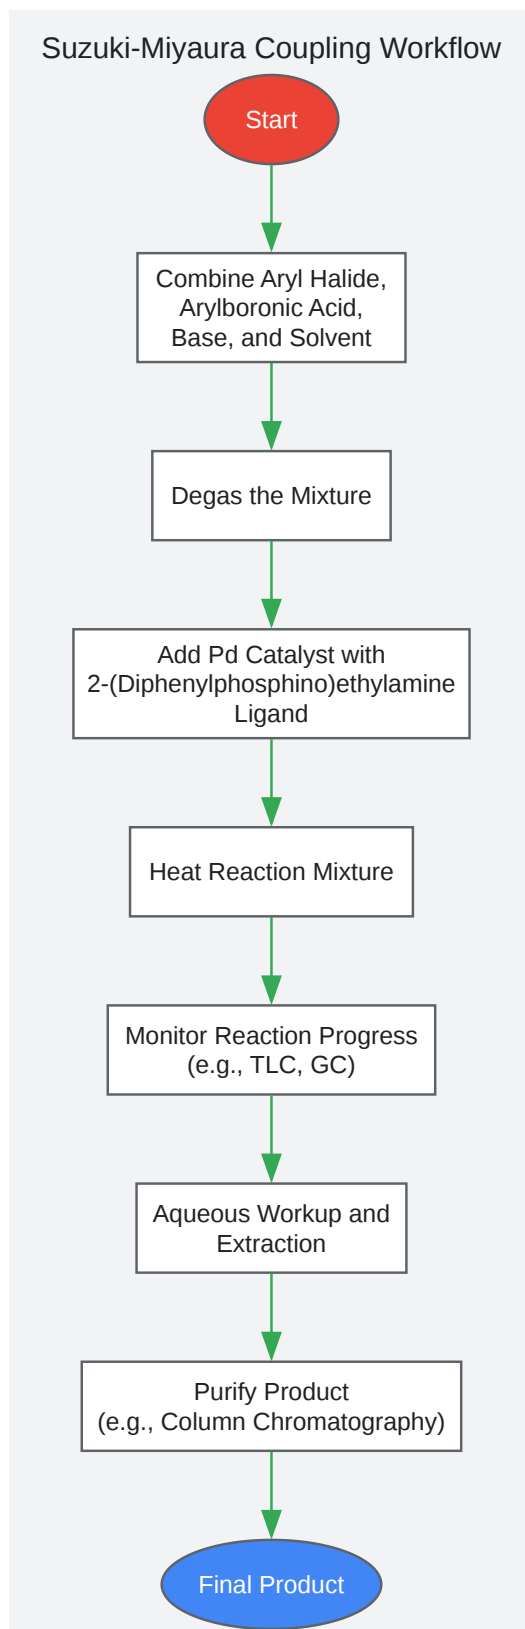 Suzuki-Miyaura Coupling Workflow
Start
Combine Aryl Halide,
Arylboronic Acid,
Base, and Solvent
Degas the Mixture
Add Pd Catalyst with
2-(Diphenylphosphino)ethylamine
Ligand
Heat Reaction Mixture
Monitor Reaction Progress
(e.g., TLC, GC)
Aqueous Workup and
Extraction
Purify Product
(e.g., Column Chromatography)
Final Product